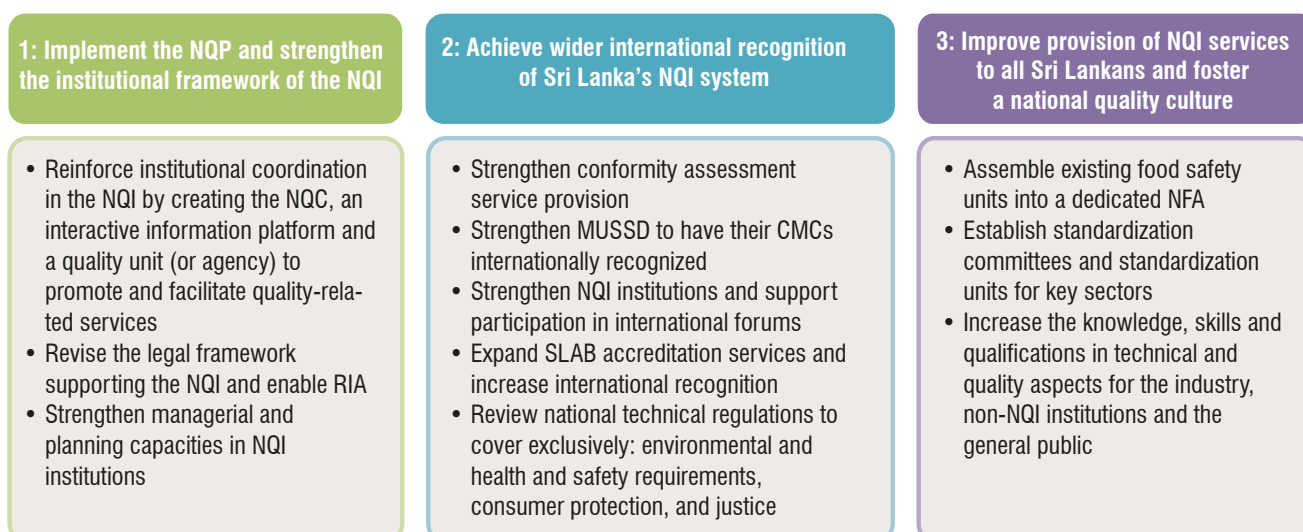 1: Implement the NQP and strengthen
the institutional framework of the NQI
• Reinforce institutional coordination
in the NQI by creating the NQC, an
interactive information platform and
a quality unit (or agency) to
promote and facilitate quality-rela-
ted services
• Revise the legal framework
supporting the NQI and enable RIA
• Strengthen managerial and
planning capacities in NQI
institutions
2: Achieve wider international recognition
of Sri Lanka’s NQI system
• Strengthen conformity assessment
service provision
• Strengthen MUSSD to have their CMCs
internationally recognized
• Strengthen NQI institutions and support
participation in international forums
• Expand SLAB accreditation services and
increase international recognition
• Review national technical regulations to
cover exclusively: environmental and
health and safety requirements,
consumer protection, and justice
3: Improve provision of NQI services
to all Sri Lankans and foster
a national quality culture
• Assemble existing food safety
units into a dedicated NFA
• Establish standardization
committees and standardization
units for key sectors
• Increase the knowledge, skills and
qualifications in technical and
quality aspects for the industry,
non-NQI institutions and the
general public